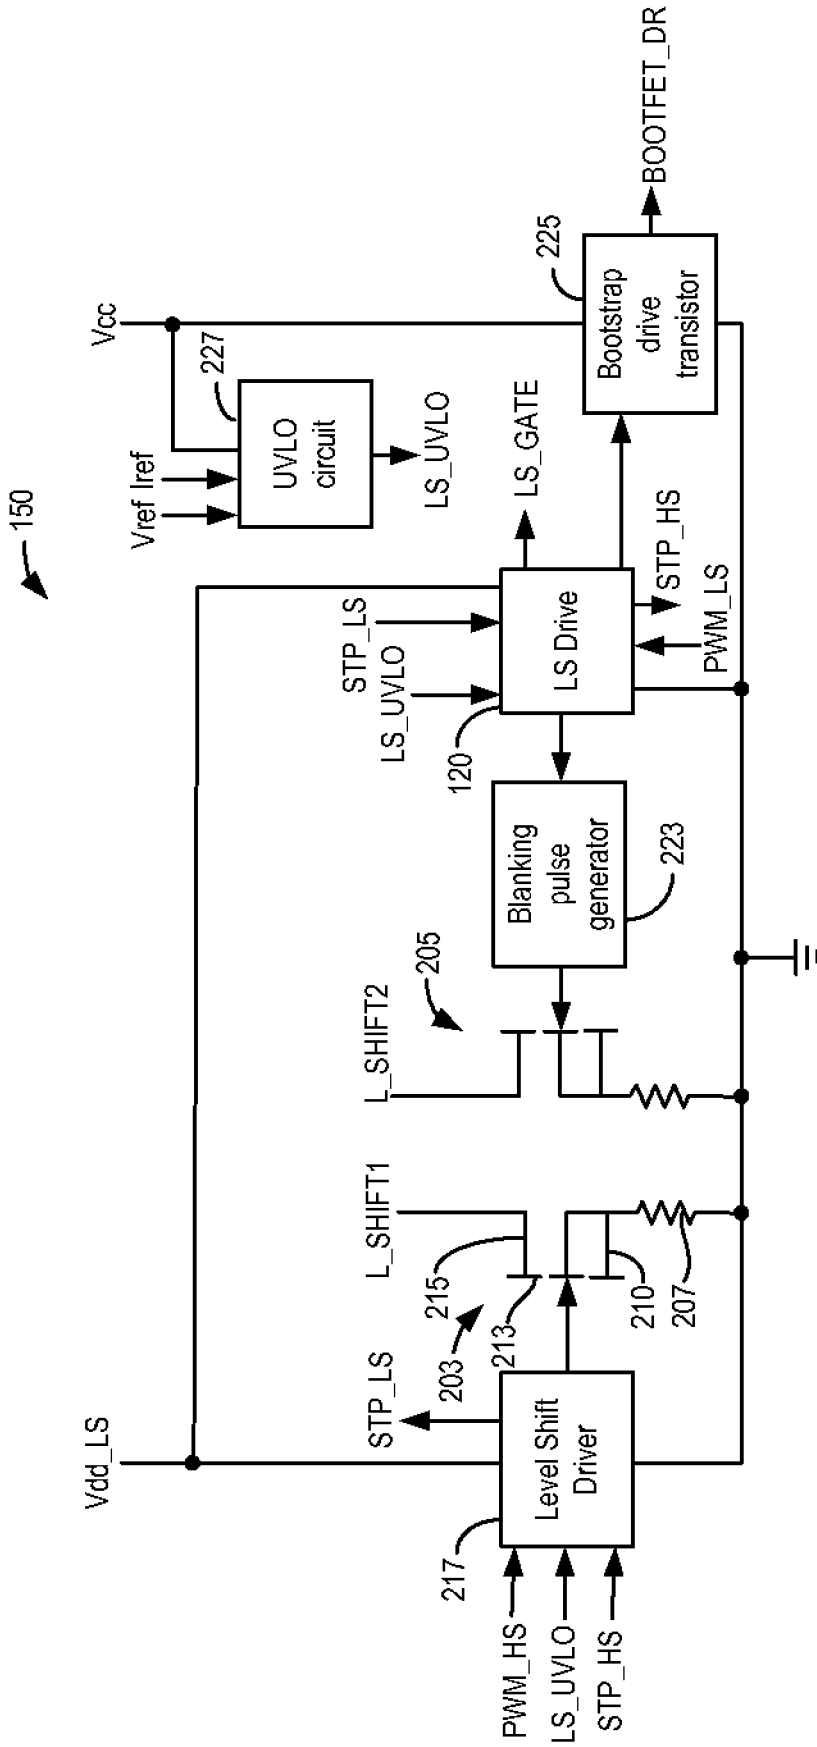 150
Vdd_LS
Vcc
Vref
Iref
227
UVLO
circuit
LS_UVLO
225
Bootstrap
drive
transistor
BOOTFET_DR
STP_LS
L_SHIFT1
L_SHIFT2
205
LS_UVLO
STP_LS
LS_GATE
120
LS Drive
STP_HS
PWM_LS
Blanking
pulse
generator
223
215
203
213
210
207
217
Level Shift
Driver
PWM_HS
LS_UVLO
STP_HS